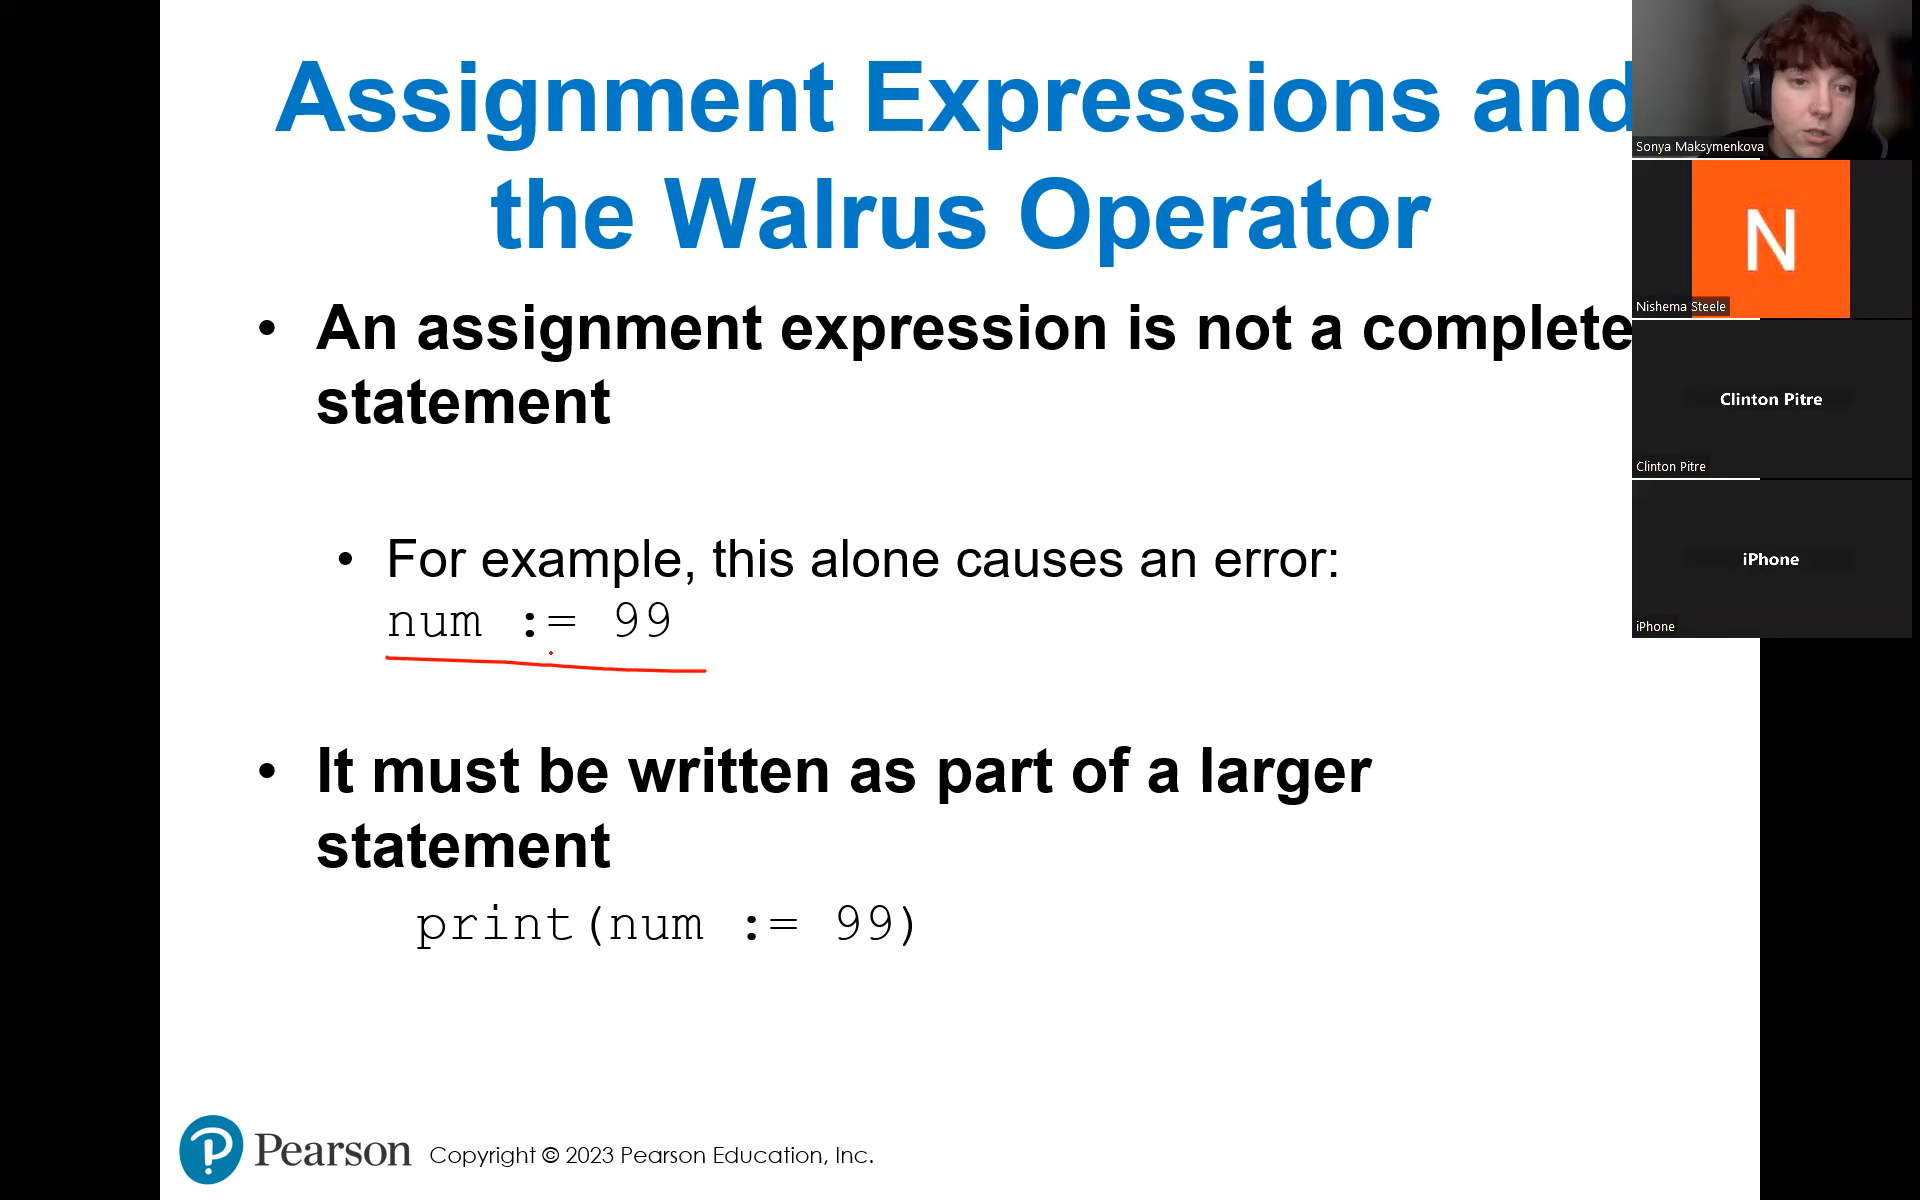 Assignment Expressions and
the Walrus Operator
• An assignment expression is not a complete
statement
• For example, this alone causes an error:
num := 99
• It must be written as part of a larger
statement
print(num := 99)
Pearson
Copyright © 2023 Pearson Education, Inc.
Sonya Maksymenkova
N
Nishema Steele
Clinton Pitre
Clinton Pitre
iPhone
iPhone